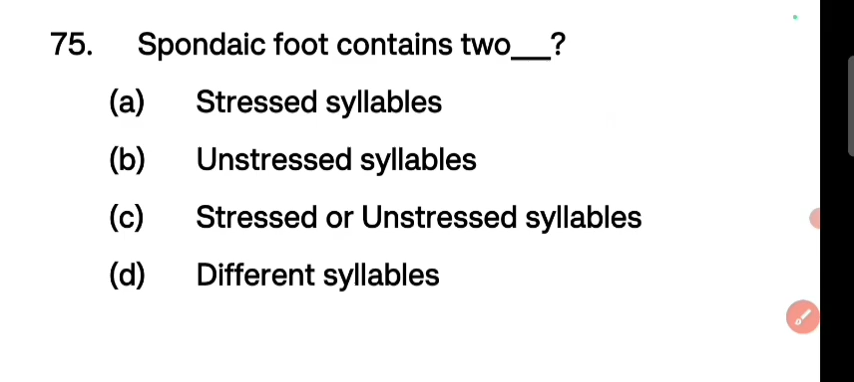 75. Spondaic foot contains two___?
(a) Stressed syllables
(b) Unstressed syllables
(c) Stressed or Unstressed syllables
(d) Different syllables